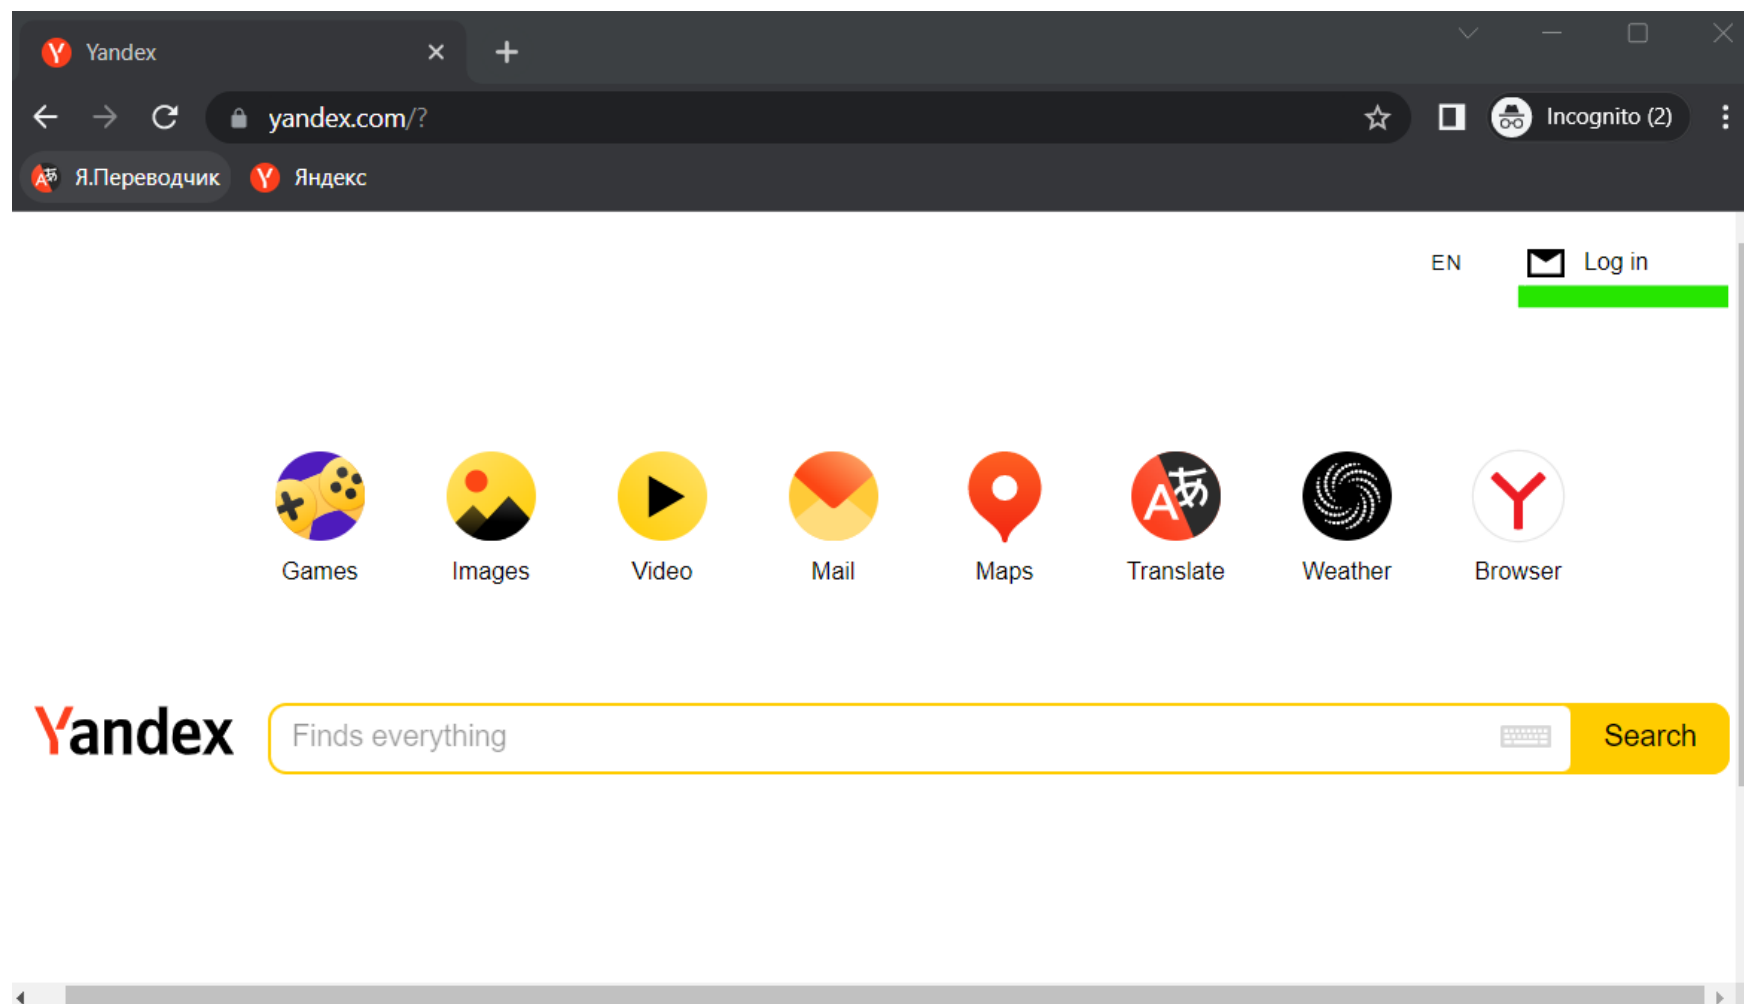 Yandex
yandex.com/?
Incognito (2)
Я.Переводчик
Яндекс
EN
Log in
Games
Images
Video
Mail
Maps
Translate
Weather
Browser
Yandex
Finds everything
Search